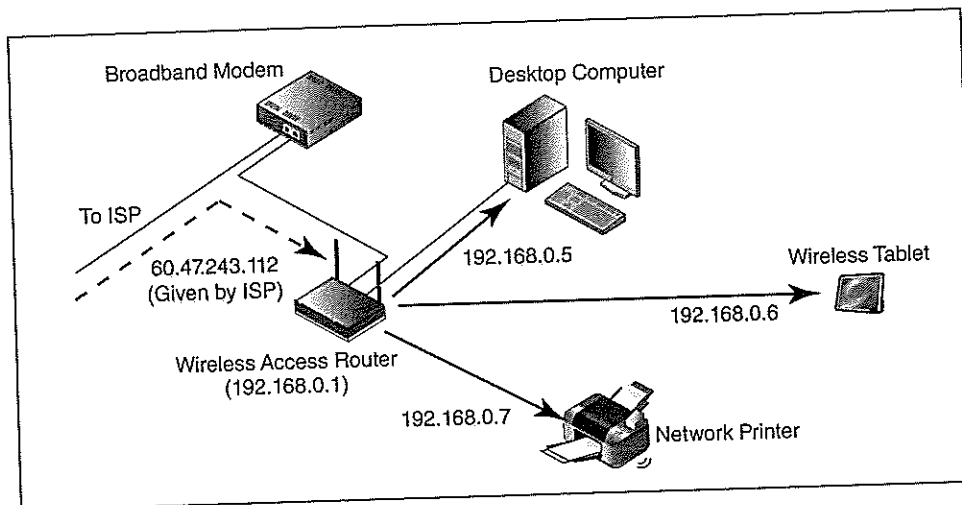 Broadband Modem
Desktop Computer
To ISP
60.47.243.112
(Given by ISP)
192.168.0.5
Wireless Tablet
192.168.0.6
Wireless Access Router
(192.168.0.1)
192.168.0.7
Network Printer